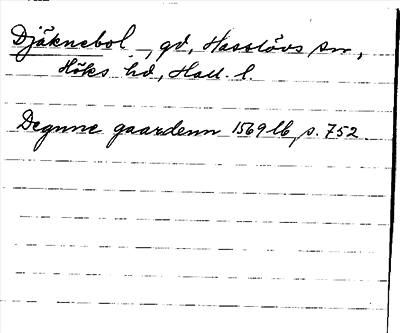 Djäknebol, gd, Hasslövs sn,
Höks hd, Hall. l.
Degnne gaardenn 1569 lb, s. 752.